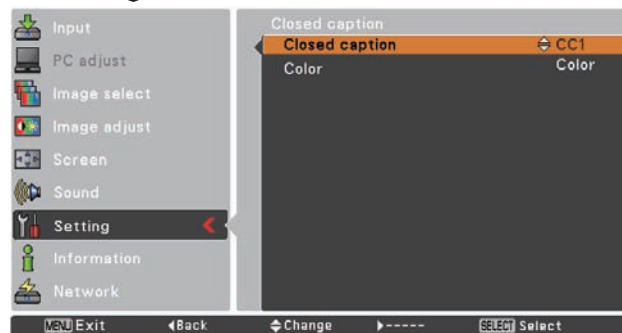 Input
PC adjust
Image select
Image adjust
Screen
Sound
Setting
Information
Network
Closed caption
Closed caption CC1
Color Color
MENU Exit Back Change ----- SELECT Select